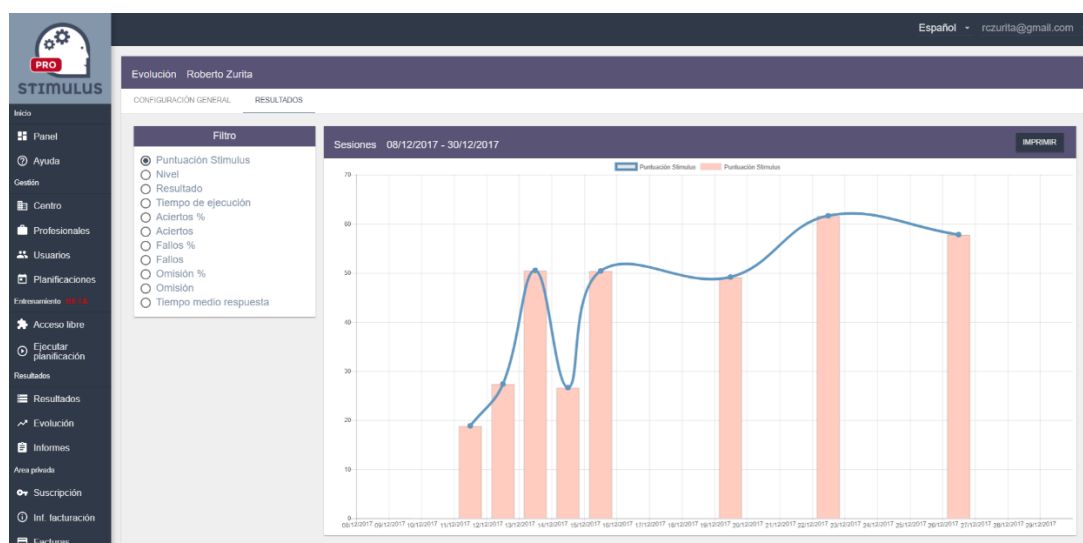 Español
rczurita@gmail.com
PRO
STIMULUS
Inicio
Panel
Ayuda
Gestión
Centro
Profesionales
Usuarios
Planificaciones
Entrenamiento BETA
Acceso libre
Ejecutar
planificación
Resultados
Resultados
Evolución
Informes
Area privada
Suscripción
Inf. facturación
Facturas
Evolución Roberto Zurita
CONFIGURACIÓN GENERAL
RESULTADOS
Filtro
Puntuación Stimulus
Nivel
Resultado
Tiempo de ejecución
Aciertos %
Aciertos
Fallos %
Fallos
Omisión %
Omisión
Tiempo medio respuesta
Sesiones 08/12/2017 - 30/12/2017
IMPRIMIR
Puntuación Stimulus
Puntuación Stimulus
70
60
50
40
30
20
10
0
08/12/2017 09/12/2017 10/12/2017 11/12/2017 12/12/2017 13/12/2017 14/12/2017 15/12/2017 16/12/2017 17/12/2017 18/12/2017 19/12/2017 20/12/2017 21/12/2017 22/12/2017 23/12/2017 24/12/2017 25/12/2017 26/12/2017 27/12/2017 28/12/2017 29/12/2017